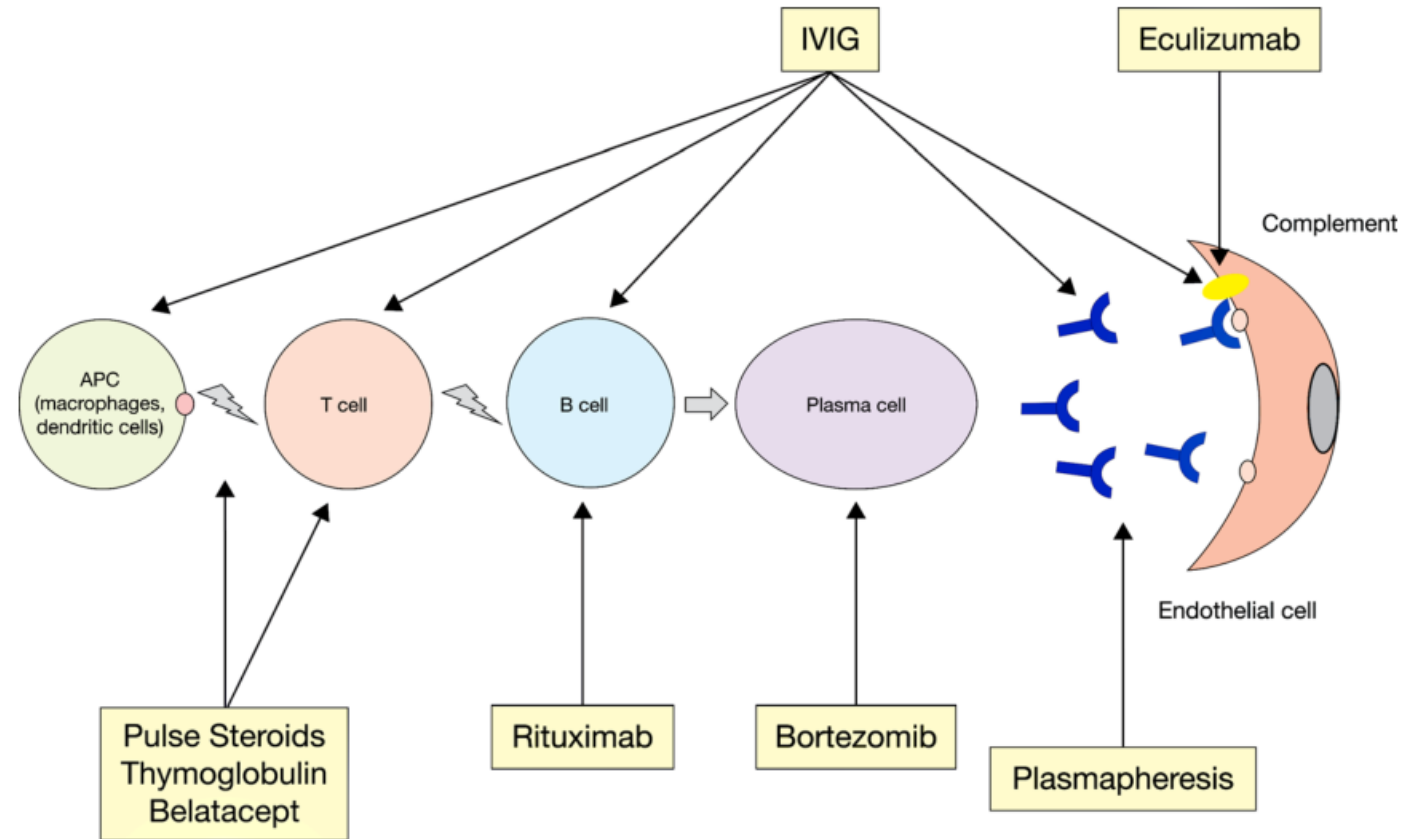 IVIG
Eculizumab
Complement
APC
(macrophages,
dendritic cells)
T cell
B cell
Plasma cell
Endothelial cell
Pulse Steroids
Thymoglobulin
Belatacept
Rituximab
Bortezomib
Plasmapheresis